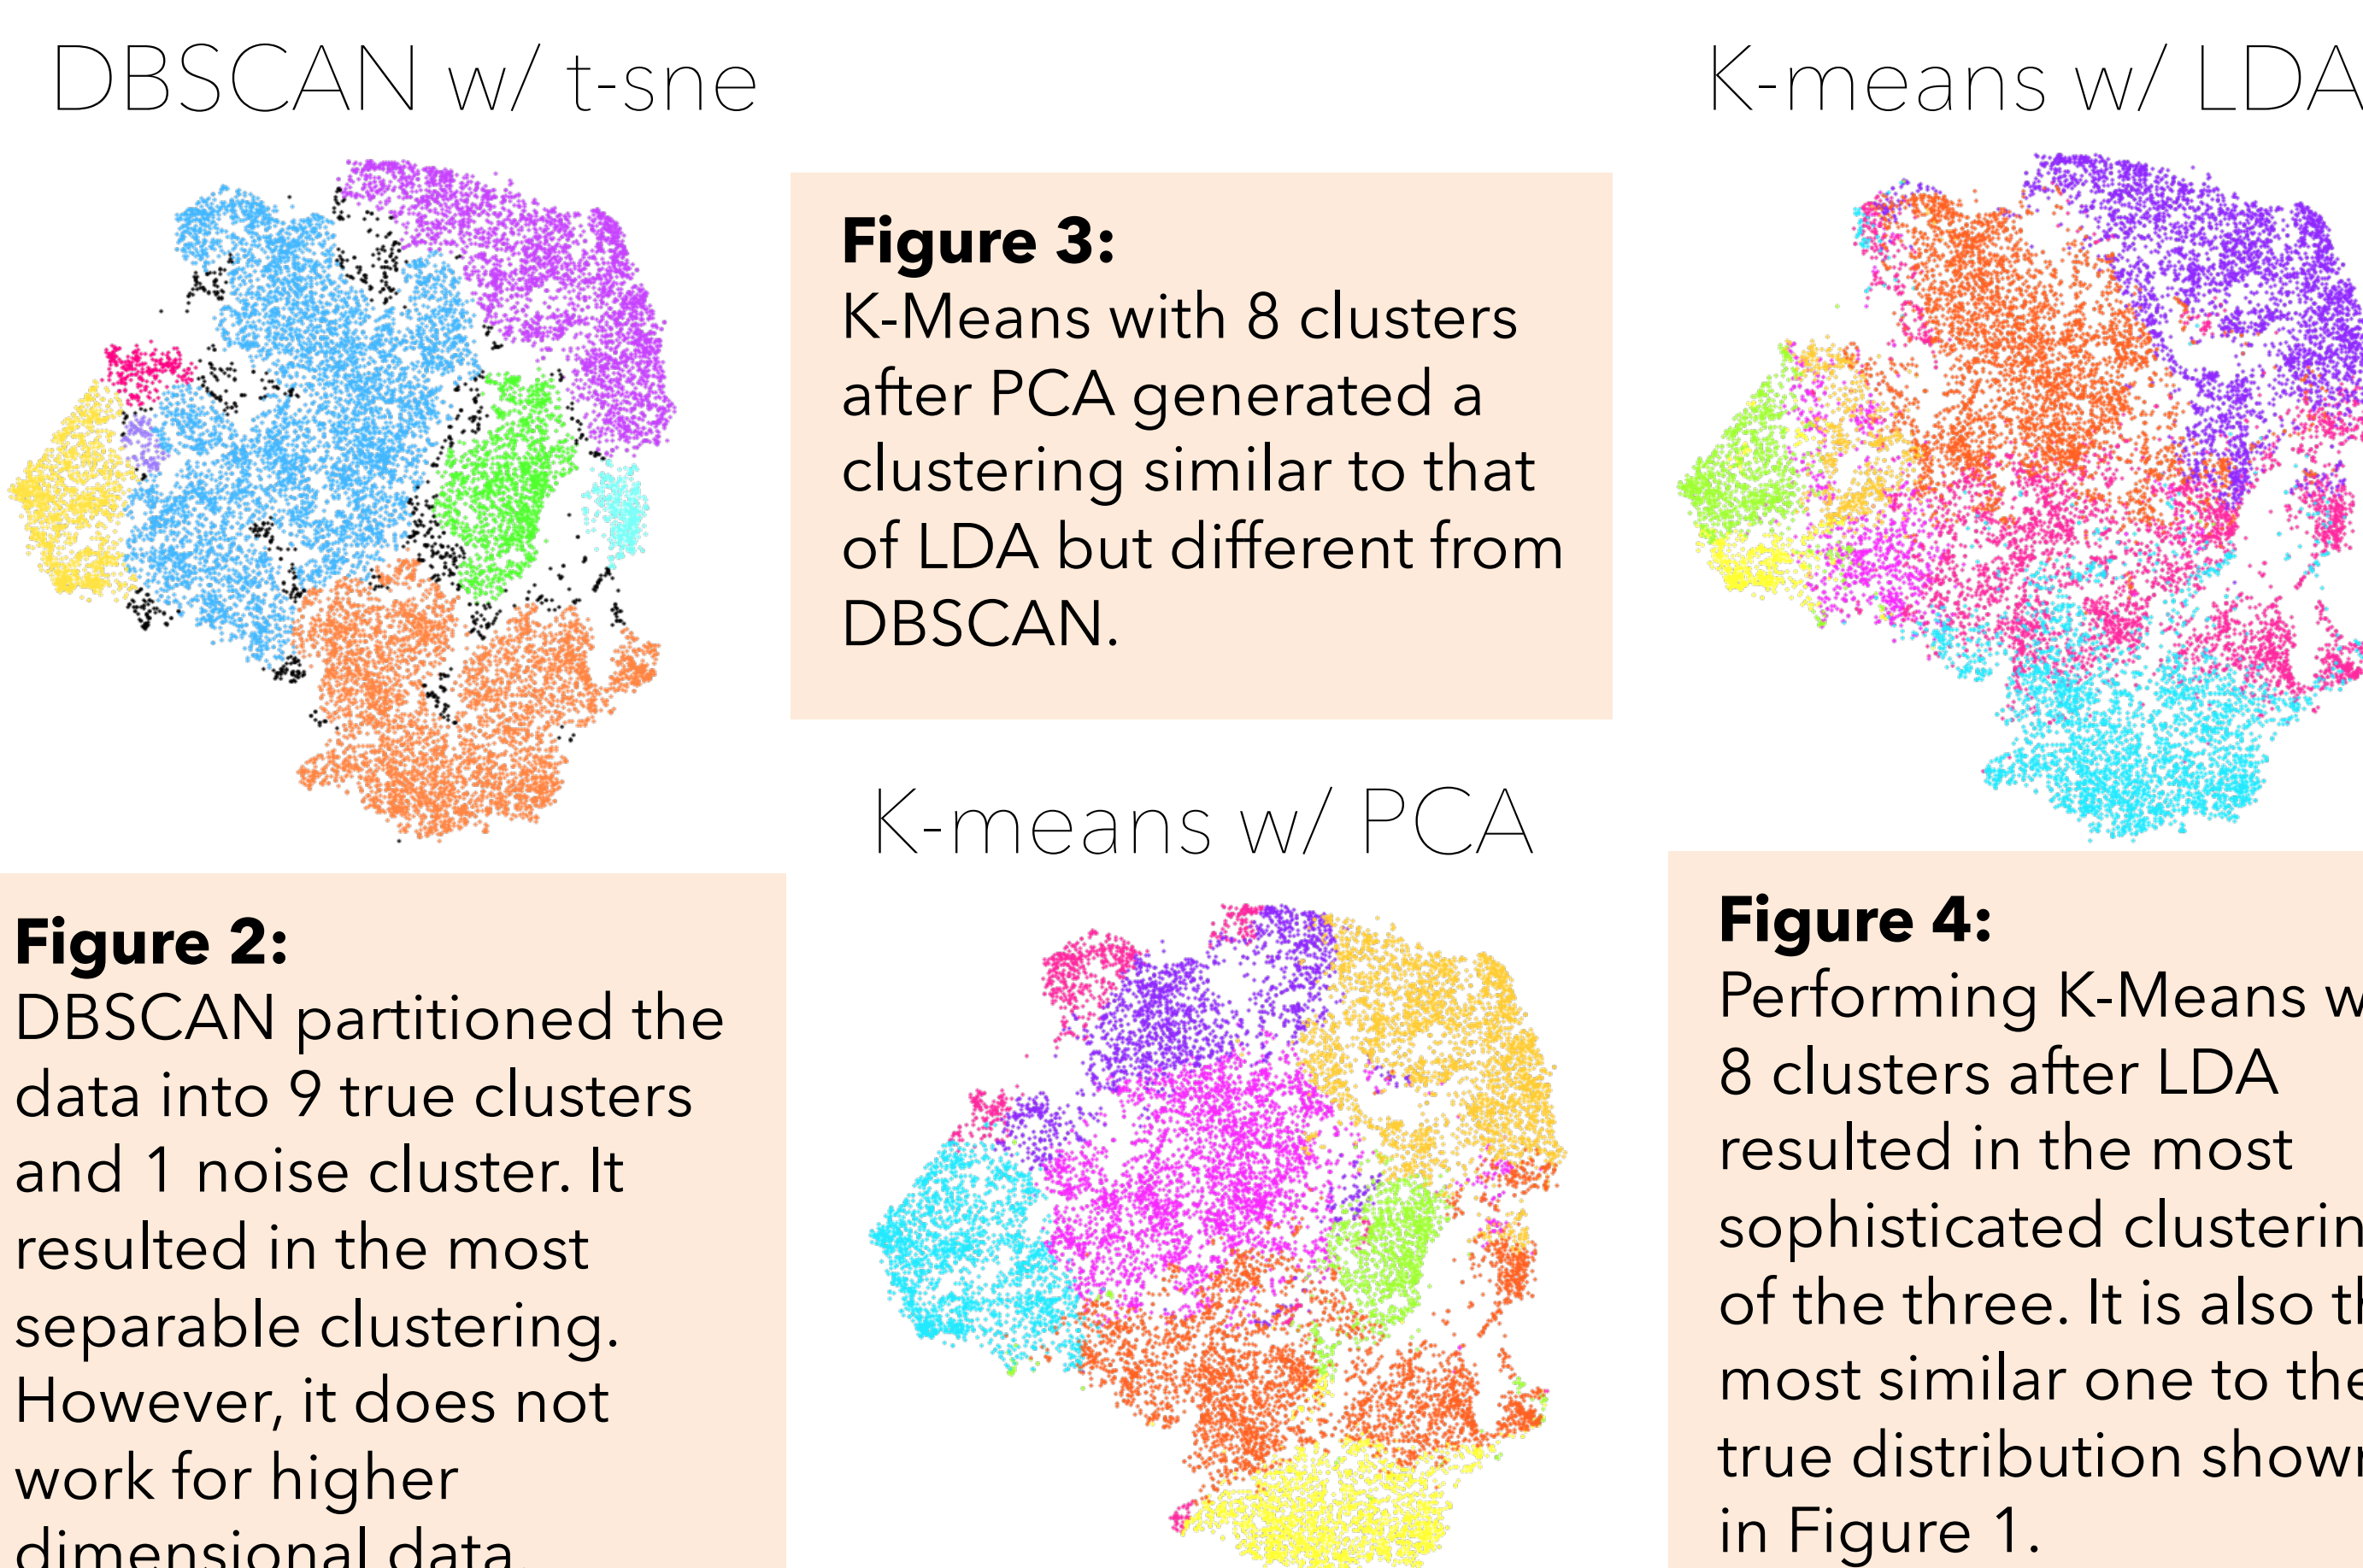 DBSCAN w/ t-sne
Figure 2:
DBSCAN partitioned the
data into 9 true clusters
and 1 noise cluster. It
resulted in the most
separable clustering.
However, it does not
work for higher
dimensional data.
Figure 3:
K-Means with 8 clusters
after PCA generated a
clustering similar to that
of LDA but different from
DBSCAN.
K-means w/ PCA
K-means w/ LDA
Figure 4:
Performing K-Means
8 clusters after LDA
resulted in the most
sophisticated
of the three. It is also
most similar one to
true distribution
in Figure 1.